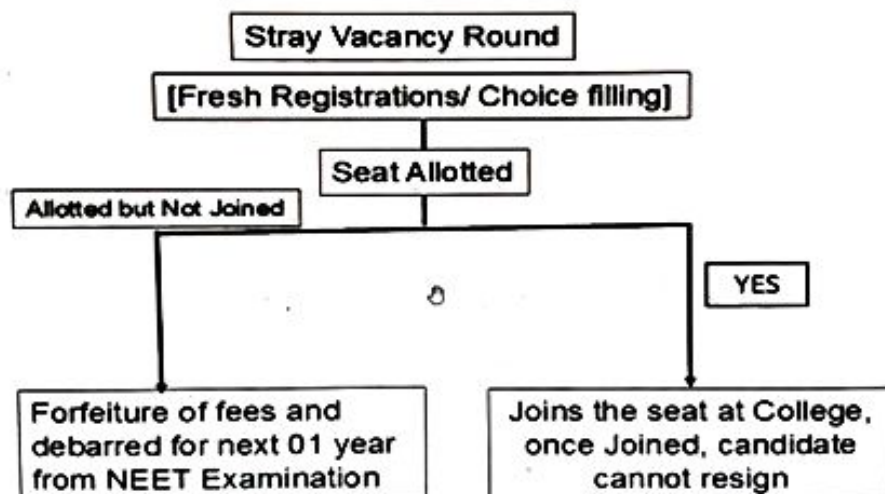 Stray Vacancy Round
[Fresh Registrations/ Choice filling]
Seat Allotted
Allotted but Not Joined
YES
Forfeiture of fees and
debarred for next 01 year
from NEET Examination
Joins the seat at College,
once Joined, candidate
cannot resign